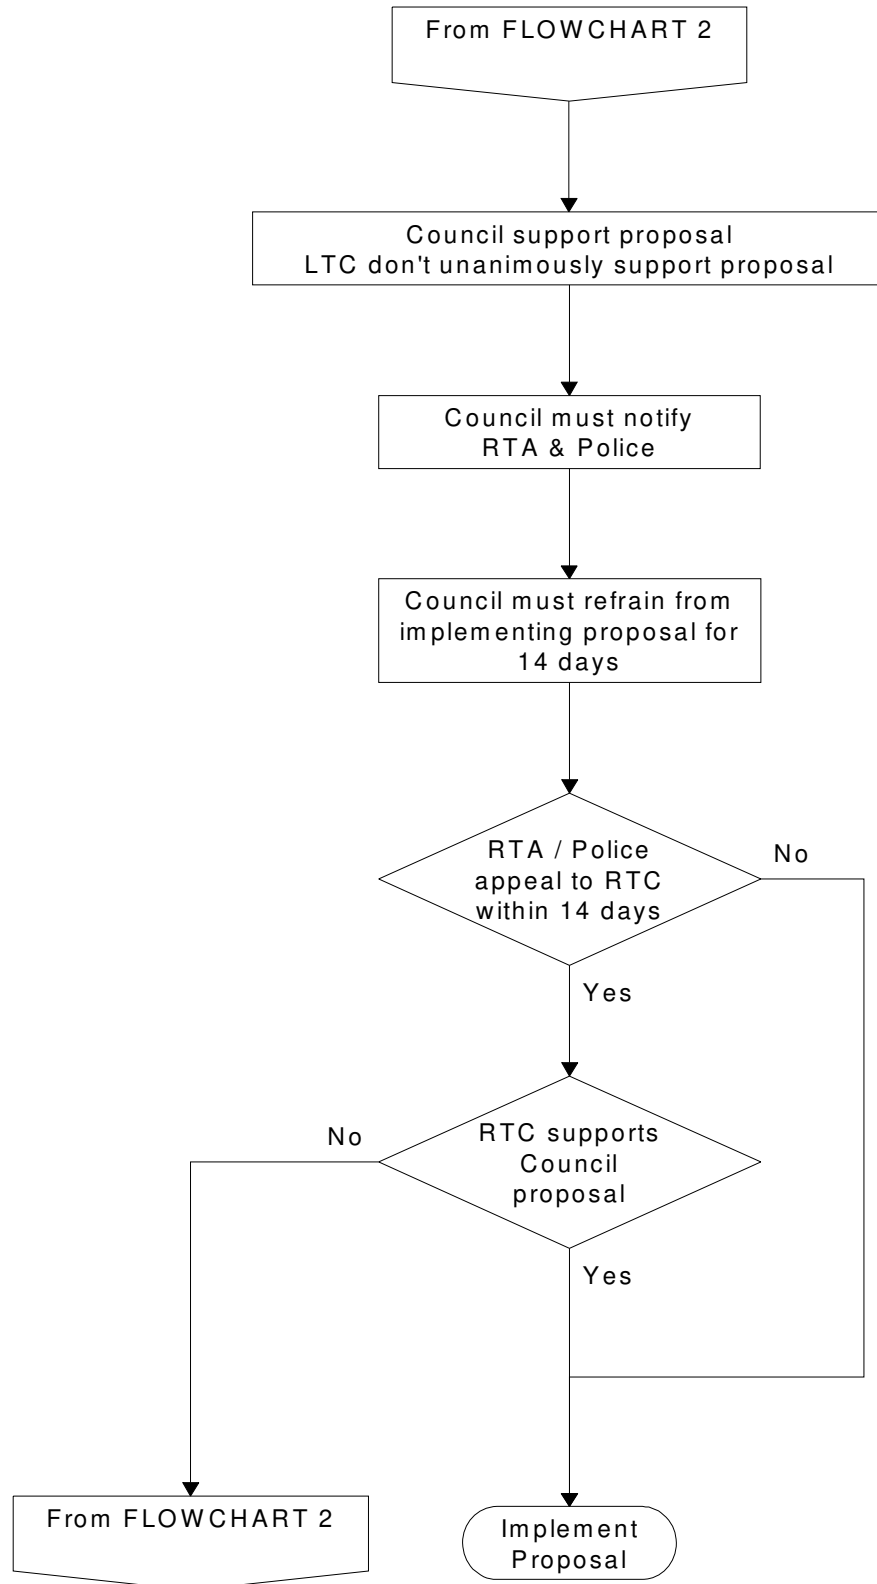 From FLOWCHART 2
Council support proposal
LTC don't unanimously support proposal
Council must notify
RTA & Police
Council must refrain from
implementing proposal for
14 days
RTA / Police
appeal to RTC
within 14 days
No
Yes
RTC supports
Council
proposal
No
Yes
From FLOWCHART 2
Implement
Proposal